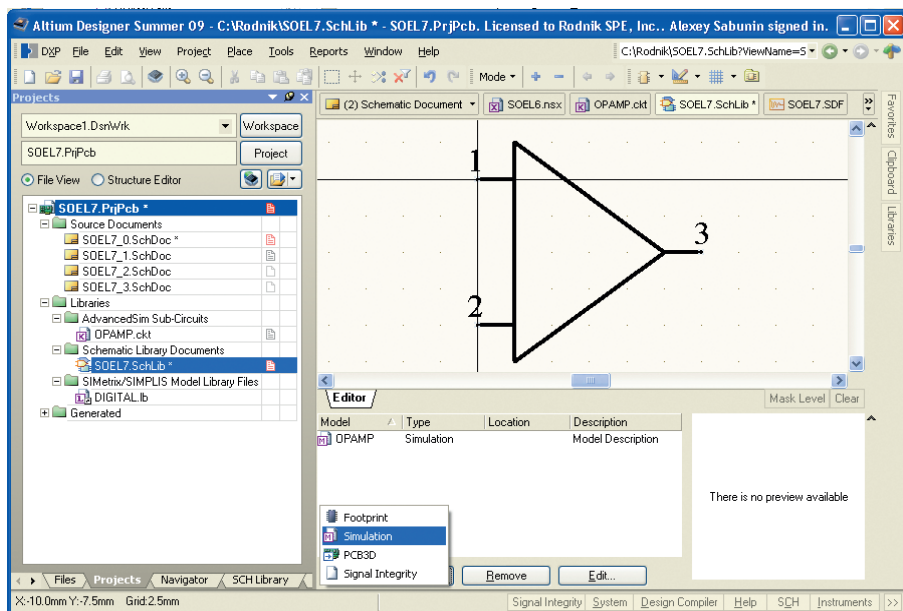 Altium Designer Summer 09 - C:\Rodnik\SOEL7.SchLib * - SOEL7.PrjPcb. Licensed to Rodnik SPE, Inc.. Alexey Sabunin signed in.
DXP File Edit View Project Place Tools Reports Window Help C:\Rodnik\SOEL7.SchLib?ViewName=S
Mode
Projects
(2) Schematic Document SOEL6.nsx OPAMP.ckt SOEL7.SchLib * SOEL7.SDF
Workspace1.DsnWrk Workspace
SOEL7.PrjPcb Project
File View Structure Editor
SOEL7.PrjPcb *
Source Documents
SOEL7_0.SchDoc *
SOEL7_1.SchDoc
SOEL7_2.SchDoc
SOEL7_3.SchDoc
Libraries
AdvancedSim Sub-Circuits
OPAMP.ckt
Schematic Library Documents
SOEL7.SchLib *
SIMetrix/SIMPLIS Model Library Files
DIGITAL.lb
Generated
Files Projects Navigator SCH Library
1
3
2
Favorites
Clipboard
Libraries
Editor Mask Level Clear
Model Type Location Description
OPAMP Simulation Model Description
There is no preview available
Footprint
Simulation
PCB3D
Signal Integrity
Remove Edit...
X:-10.0mm Y:-7.5mm Grid:2.5mm Signal Integrity System Design Compiler Help SCH Instruments >>